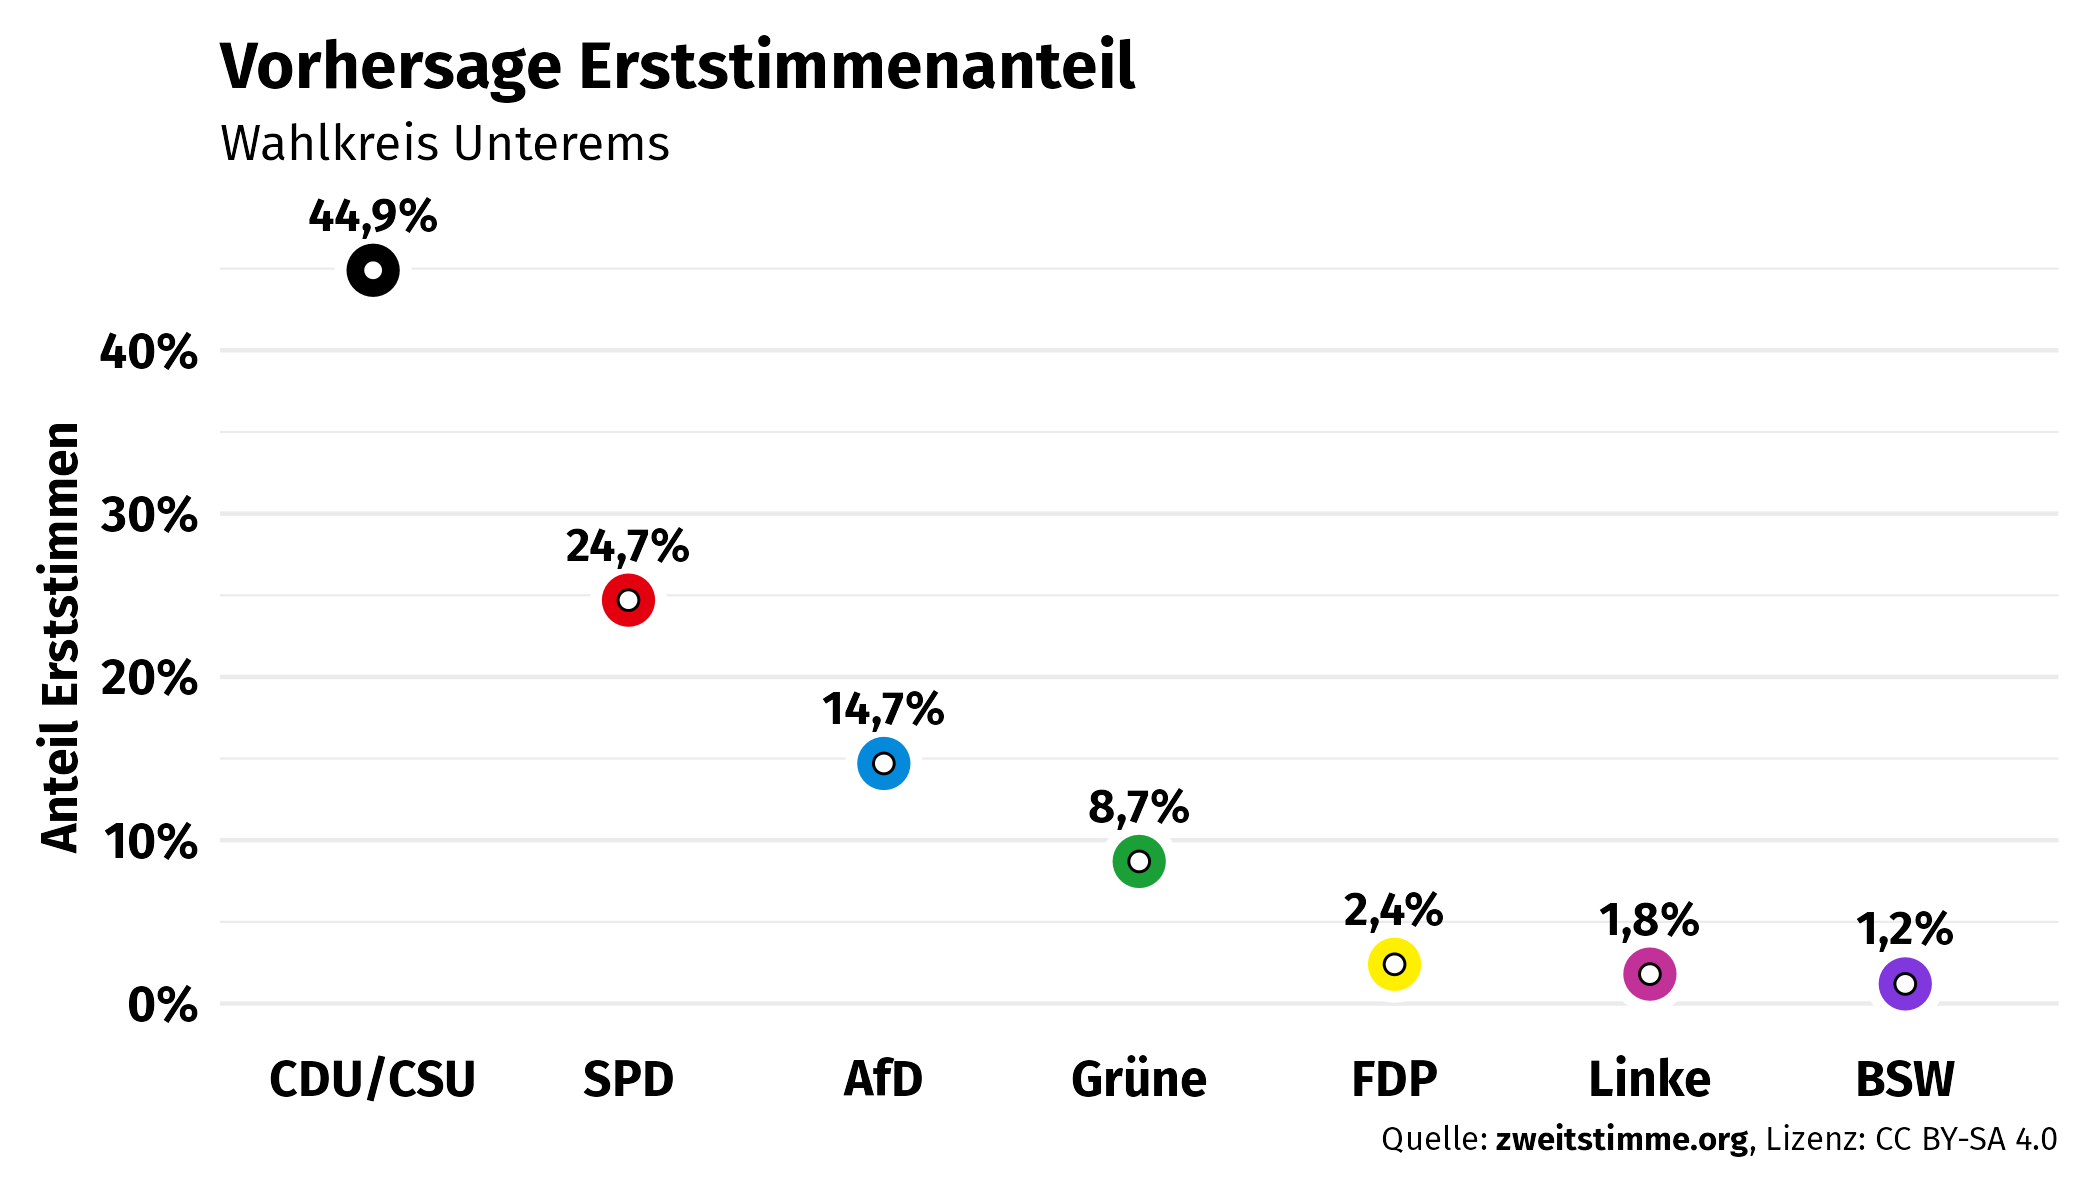 Vorhersage Erststimmenanteil
Wahlkreis Unterems
44,9%
40%
30%
24,7%
20%
14,7%
10%
8,7%
2,4%
1,8%
1,2%
0%
Anteil Erststimmen
CDU/CSU SPD AfD Grüne FDP Linke BSW
Quelle: zweitstimme.org, Lizenz: CC BY-SA 4.0